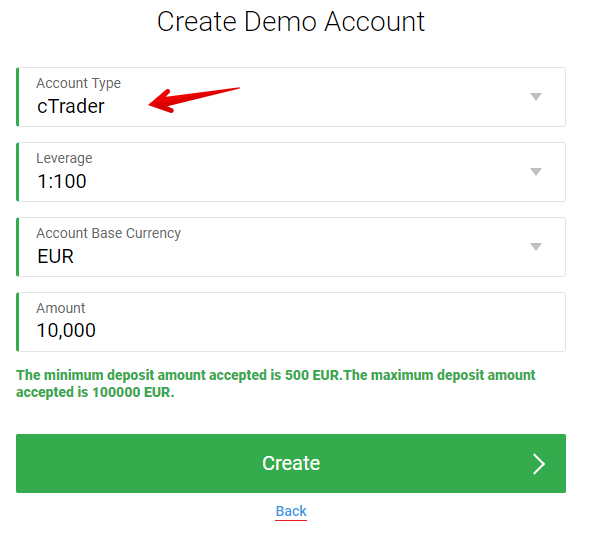 Create Demo Account
Account Type
cTrader
Leverage
1:100
Account Base Currency
EUR
Amount
10,000
The minimum deposit amount accepted is 500 EUR.The maximum deposit amount
accepted is 100000 EUR.
Create
Back